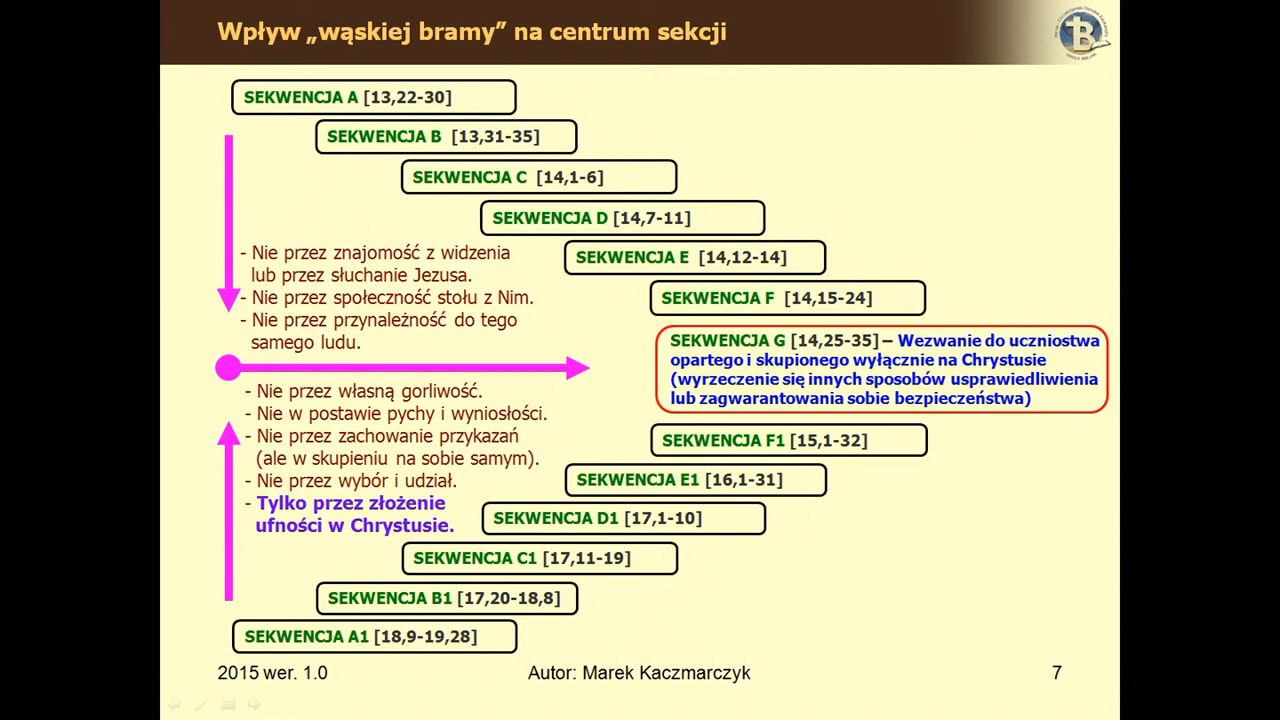 Wpływ „wąskiej bramy” na centrum sekcji
SEKWENCJA A [13,22-30]
SEKWENCJA B [13,31-35]
SEKWENCJA C [14,1-6]
SEKWENCJA D [14,7-11]
SEKWENCJA E [14,12-14]
SEKWENCJA F [14,15-24]
- Nie przez znajomość z widzenia
lub przez słuchanie Jezusa.
- Nie przez społeczność stołu z Nim.
- Nie przez przynależność do tego
samego ludu.
SEKWENCJA G [14,25-35] – Wezwanie do uczniostwa
opartego i skupionego wyłącznie na Chrystusie
(wyrzeczenie się innych sposobów usprawiedliwienia
lub zagwarantowania sobie bezpieczeństwa)
- Nie przez własną gorliwość.
- Nie w postawie pychy i wyniosłości.
- Nie przez zachowanie przykazań
(ale w skupieniu na sobie samym).
- Nie przez wybór i udział.
- Tylko przez złożenie
ufności w Chrystusie.
SEKWENCJA F1 [15,1-32]
SEKWENCJA E1 [16,1-31]
SEKWENCJA D1 [17,1-10]
SEKWENCJA C1 [17,11-19]
SEKWENCJA B1 [17,20-18,8]
SEKWENCJA A1 [18,9-19,28]
2015 wer. 1.0
Autor: Marek Kaczmarczyk
7